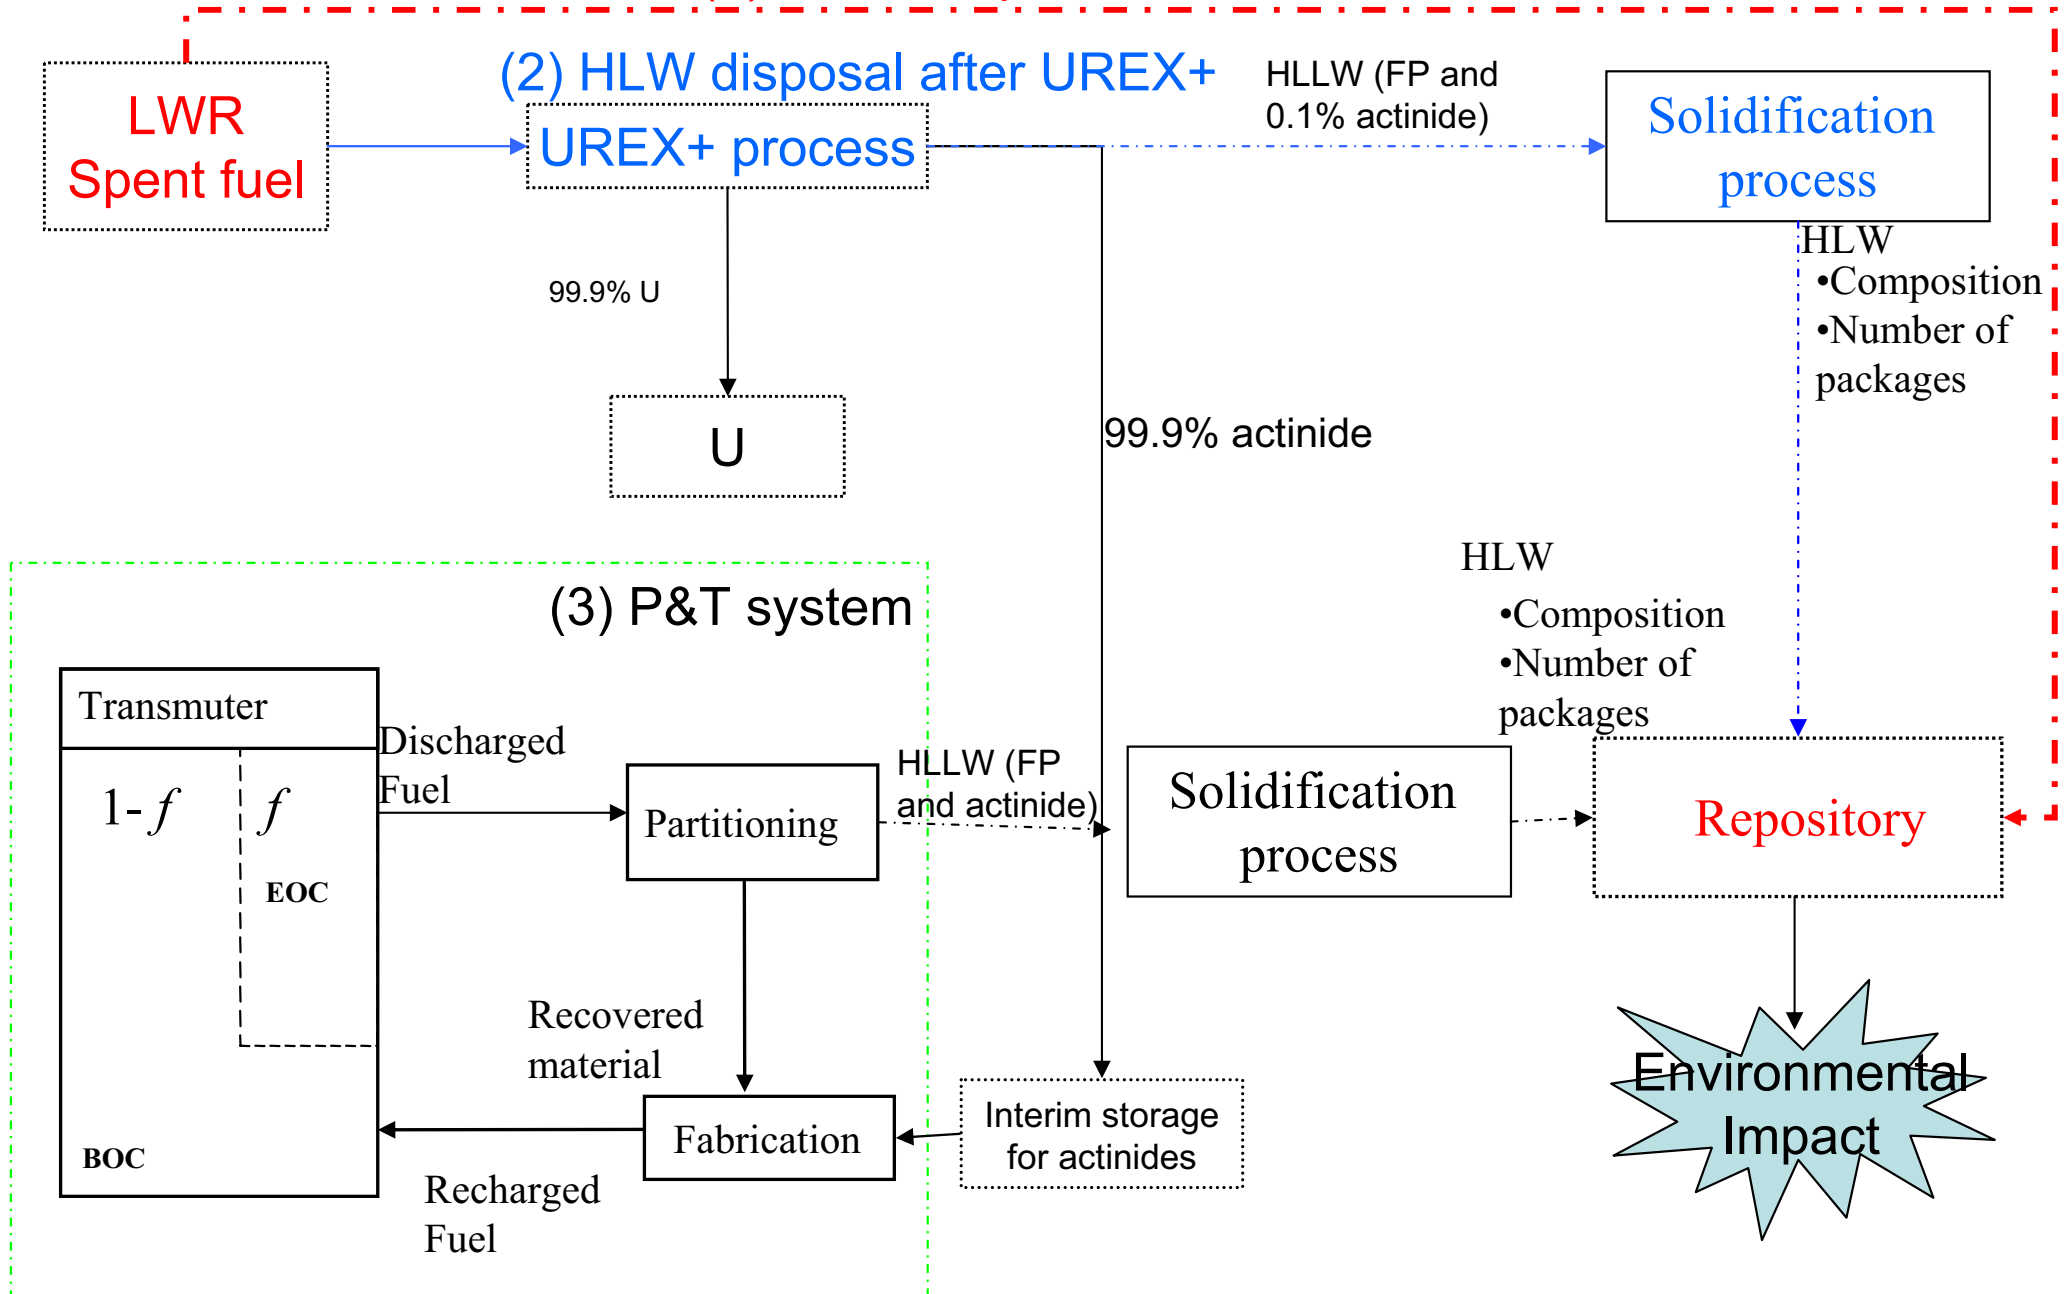 (2) HLW disposal after UREX+
LWR
Spent fuel
UREX+ process
HLLW (FP and
0.1% actinide)
Solidification
process
HLW
•Composition
•Number of
packages
99.9% U
U
99.9% actinide
(3) P&T system
Transmuter
1-f
f
EOC
BOC
Discharged
Fuel
Partitioning
HLLW (FP
and actinide)
Solidification
process
HLW
•Composition
•Number of
packages
Repository
Recovered
material
Fabrication
Recharged
Fuel
Interim storage
for actinides
Environmental
Impact